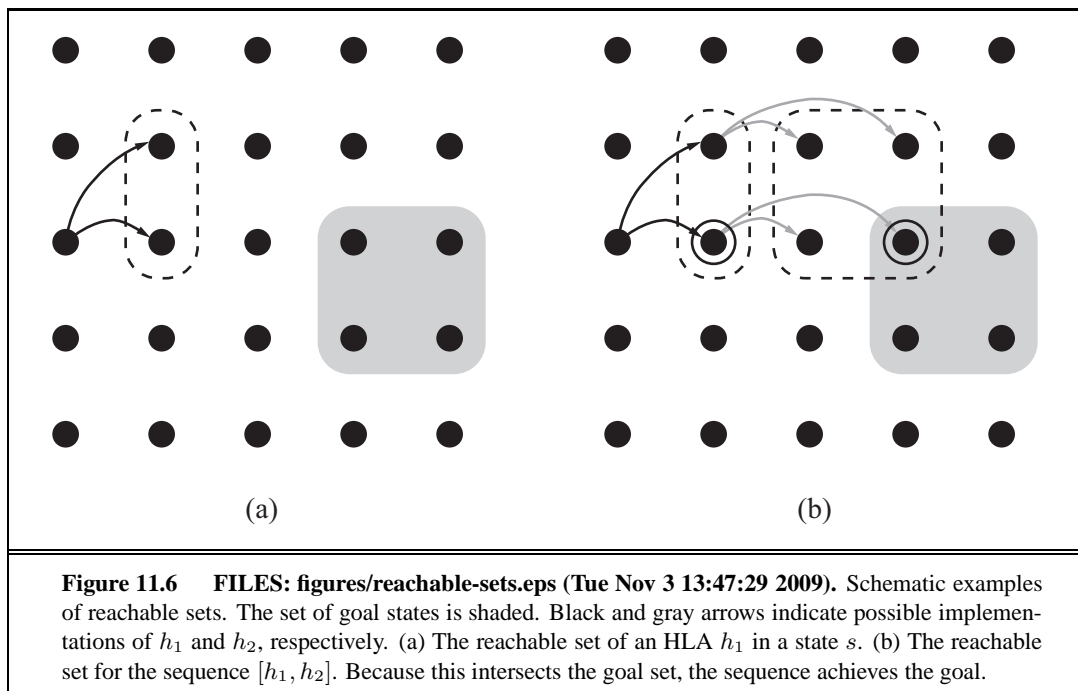 (a)
(b)
Figure 11.6 FILES: figures/reachable-sets.eps (Tue Nov 3 13:47:29 2009). Schematic examples
of reachable sets. The set of goal states is shaded. Black and gray arrows indicate possible implemen-
tations of h₁ and h₂, respectively. (a) The reachable set of an HLA h₁ in a state s. (b) The reachable
set for the sequence [h₁, h₂]. Because this intersects the goal set, the sequence achieves the goal.